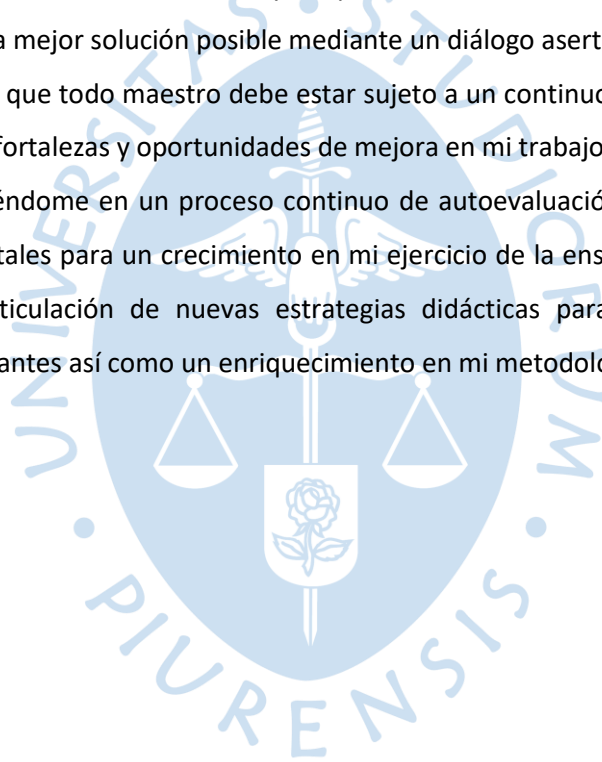 a mejor solución posible mediante un diálogo asert
que todo maestro debe estar sujeto a un continuo
fortalezas y oportunidades de mejora en mi trabajo
éndome en un proceso continuo de autoevaluació
tales para un crecimiento en mi ejercicio de la ens
ticulación de nuevas estrategias didácticas para
antes así como un enriquecimiento en mi metodolo
UNIVERSITAS • STUDIORUM • PIURENSIS